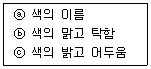 ⓐ 색의 이름
ⓑ 색의 맑고 탁함
ⓒ 색의 밝고 어두움